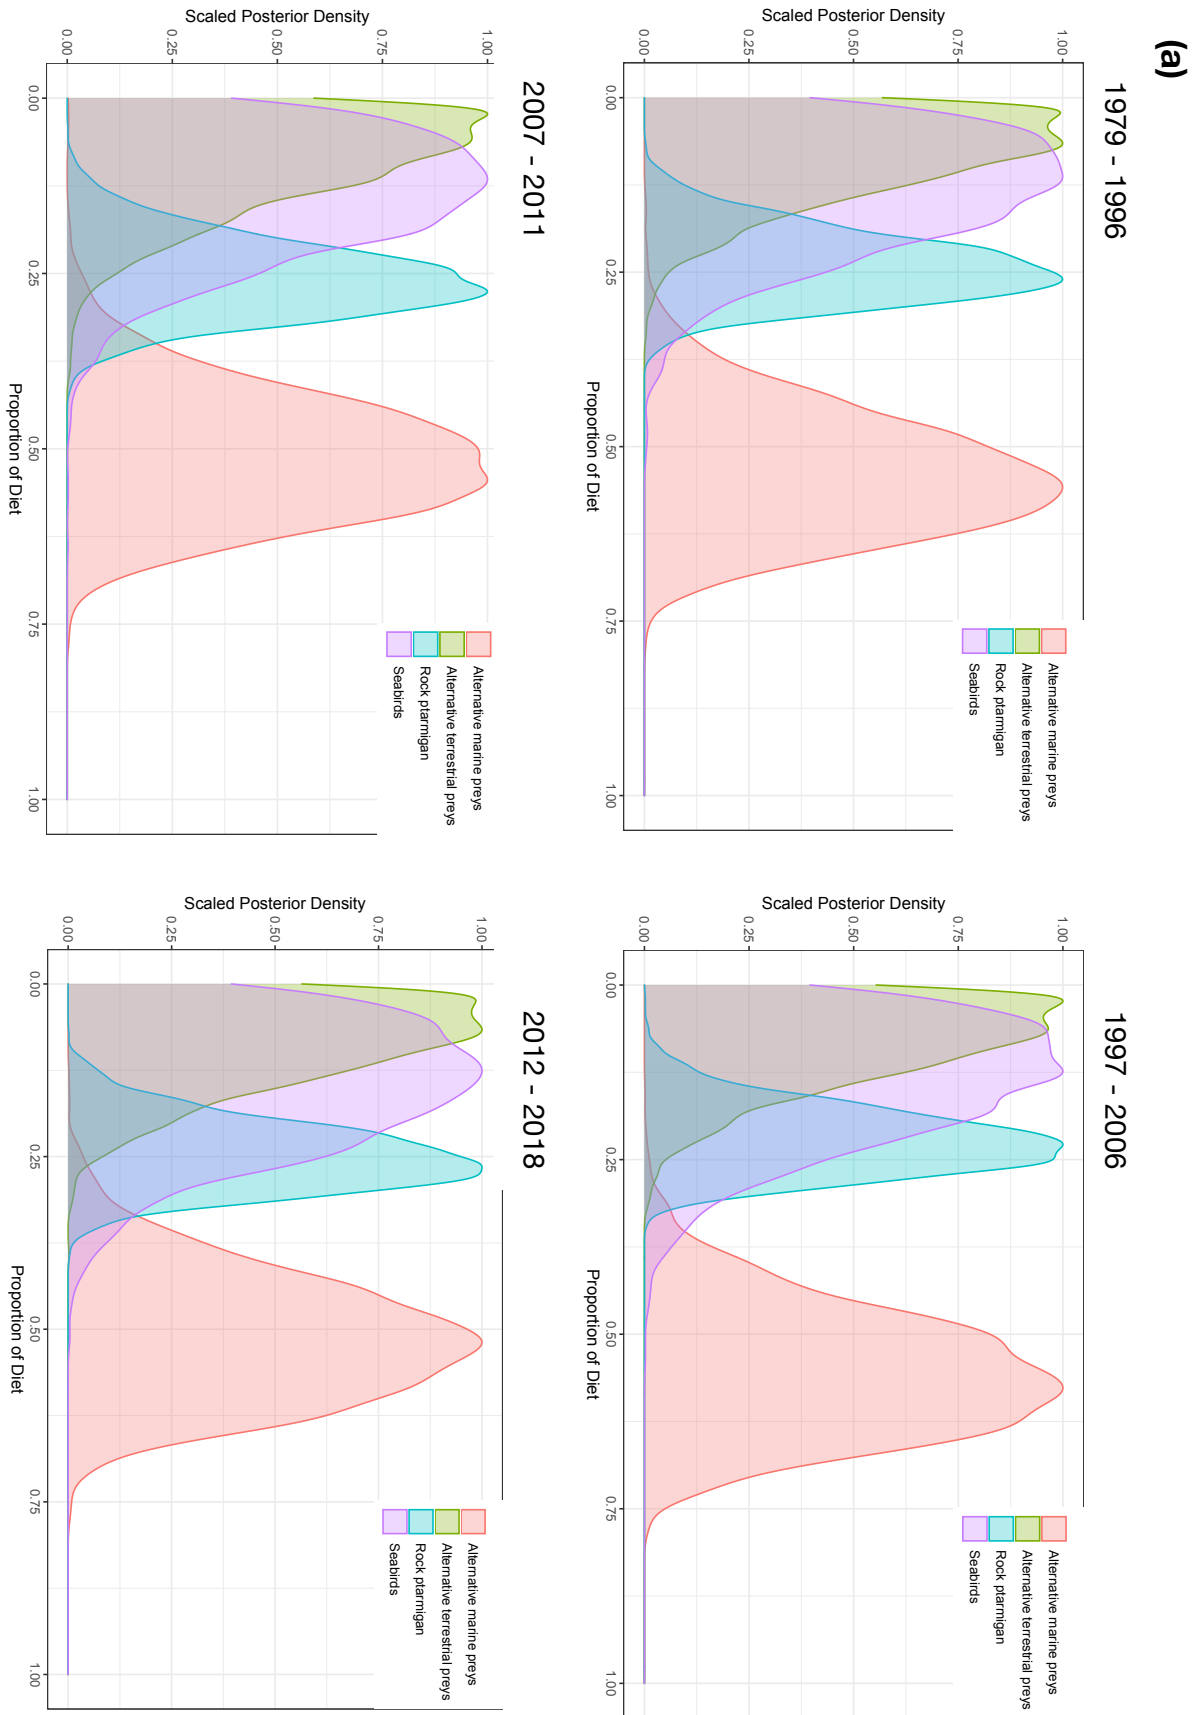 (a)
1979 - 1996
Scaled Posterior Density
1.00
0.75
0.50
0.25
0.00
0.00
0.25
0.50
0.75
1.00
Proportion of Diet
Alternative marine preys
Alternative terrestrial preys
Rock ptarmigan
Seabirds
1997 - 2006
Scaled Posterior Density
1.00
0.75
0.50
0.25
0.00
0.00
0.25
0.50
0.75
1.00
Proportion of Diet
Alternative marine preys
Alternative terrestrial preys
Rock ptarmigan
Seabirds
2007 - 2011
Scaled Posterior Density
1.00
0.75
0.50
0.25
0.00
0.00
0.25
0.50
0.75
1.00
Proportion of Diet
Alternative marine preys
Alternative terrestrial preys
Rock ptarmigan
Seabirds
2012 - 2018
Scaled Posterior Density
1.00
0.75
0.50
0.25
0.00
0.00
0.25
0.50
0.75
1.00
Proportion of Diet
Alternative marine preys
Alternative terrestrial preys
Rock ptarmigan
Seabirds